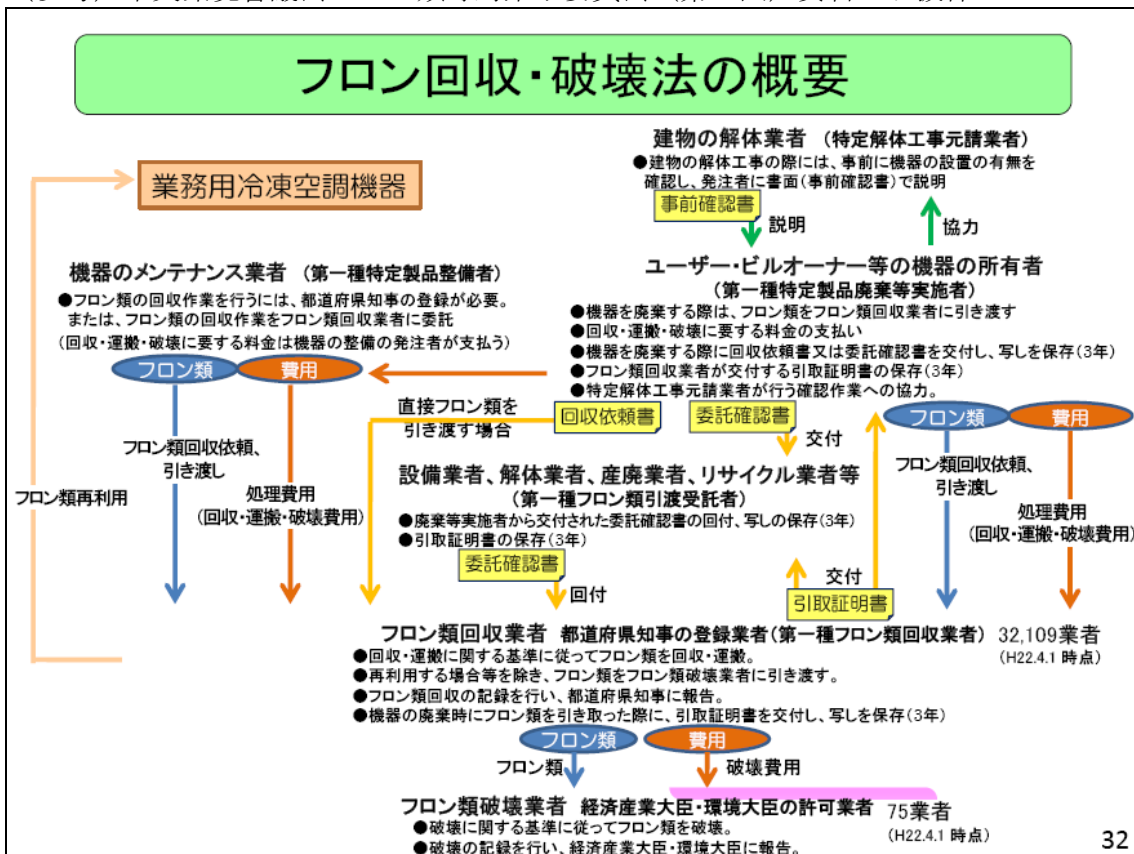 フロン回収・破壊法の概要
業務用冷凍空調機器
建物の解体業者 (特定解体工事元請業者)
●建物の解体工事の際には、事前に機器の設置の有無を
確認し、発注者に書面(事前確認書)で説明
事前確認書
説明
協力
機器のメンテナンス業者 (第一種特定製品整備者)
●フロン類の回収作業を行うには、都道府県知事の登録が必要。
または、フロン類の回収作業をフロン類回収業者に委託
(回収・運搬・破壊に要する料金は機器の整備の発注者が支払う)
フロン類
費用
ユーザー・ビルオーナー等の機器の所有者
(第一種特定製品廃棄等実施者)
●機器を廃棄する際は、フロン類をフロン類回収業者に引き渡す
●回収・運搬・破壊に要する料金の支払い
●機器を廃棄する際に回収依頼書又は委託確認書を交付し、写しを保存(3年)
●フロン類回収業者が交付する引取証明書の保存(3年)
●特定解体工事元請業者が行う確認作業への協力。
直接フロン類を
引き渡す場合
回収依頼書
委託確認書
交付
フロン類
費用
フロン類回収依頼、
引き渡し
処理費用
(回収・運搬・破壊費用)
フロン類再利用
設備業者、解体業者、産廃業者、リサイクル業者等
(第一種フロン類引渡受託者)
●廃棄等実施者から交付された委託確認書の回付、写しの保存(3年)
●引取証明書の保存(3年)
委託確認書
回付
交付
引取証明書
フロン類回収依頼、
引き渡し
処理費用
(回収・運搬・破壊費用)
フロン類回収業者 都道府県知事の登録業者(第一種フロン類回収業者) 32,109業者
(H22.4.1 時点)
●回収・運搬に関する基準に従ってフロン類を回収・運搬。
●再利用する場合等を除き、フロン類をフロン類破壊業者に引き渡す。
●フロン類回収の記録を行い、都道府県知事に報告。
●機器の廃棄時にフロン類を引き取った際に、引取証明書を交付し、写しを保存(3年)
フロン類
費用
フロン類
破壊費用
フロン類破壊業者 経済産業大臣・環境大臣の許可業者 75業者
(H22.4.1 時点)
●破壊に関する基準に従ってフロン類を破壊。
●破壊の記録を行い、経済産業大臣・環境大臣に報告。
32